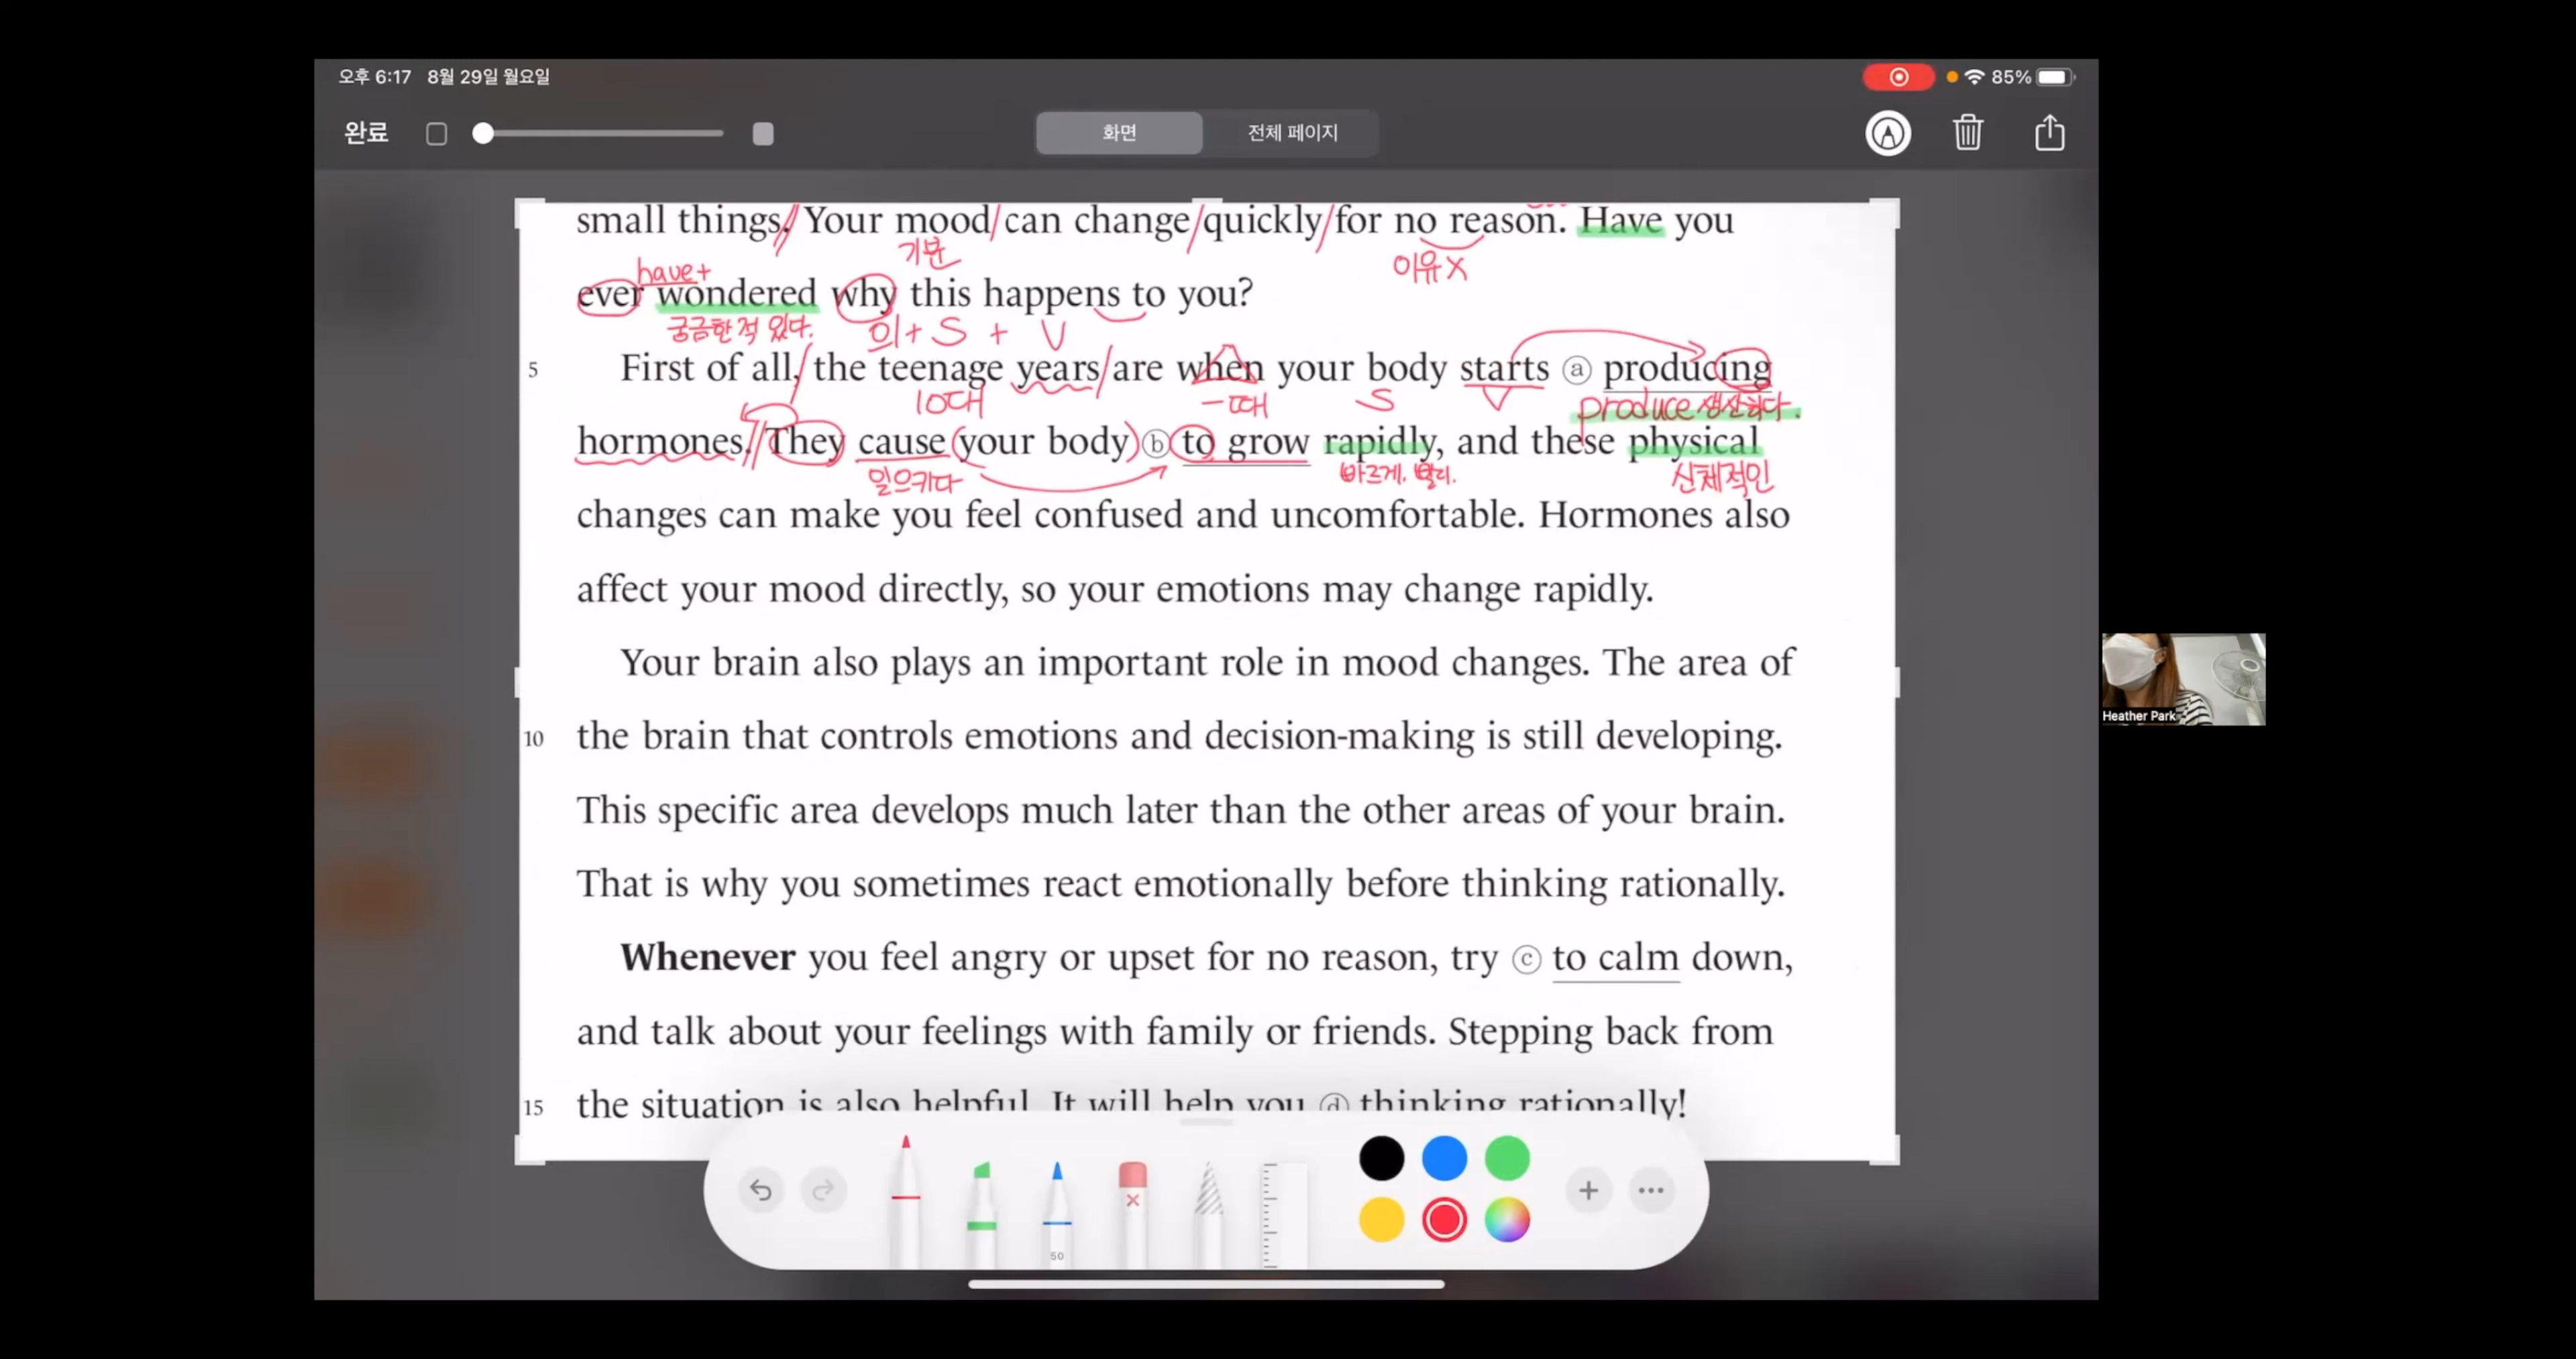 오후 6:17 8월 29일 월요일
85%
완료
화면 전체 페이지
small things. Your mood can change quickly for no reason. Have you
기분
이유X
have+
ever wondered why this happens to you?
궁금한 적 있다.
의+ S + V
5 First of all, the teenage years are when your body starts ⓐ producing
10대
-때
S
V
produce 생산하다.
hormones. They cause (your body) ⓑ to grow rapidly, and these physical
일으키다
신체적인
changes can make you feel confused and uncomfortable. Hormones also
affect your mood directly, so your emotions may change rapidly.
Your brain also plays an important role in mood changes. The area of
10 the brain that controls emotions and decision-making is still developing.
This specific area develops much later than the other areas of your brain.
That is why you sometimes react emotionally before thinking rationally.
Whenever you feel angry or upset for no reason, try ⓒ to calm down,
and talk about your feelings with family or friends. Stepping back from
15 the situation is also helpful. It will help you ⓓ thinking rationally!
50
Heather Park